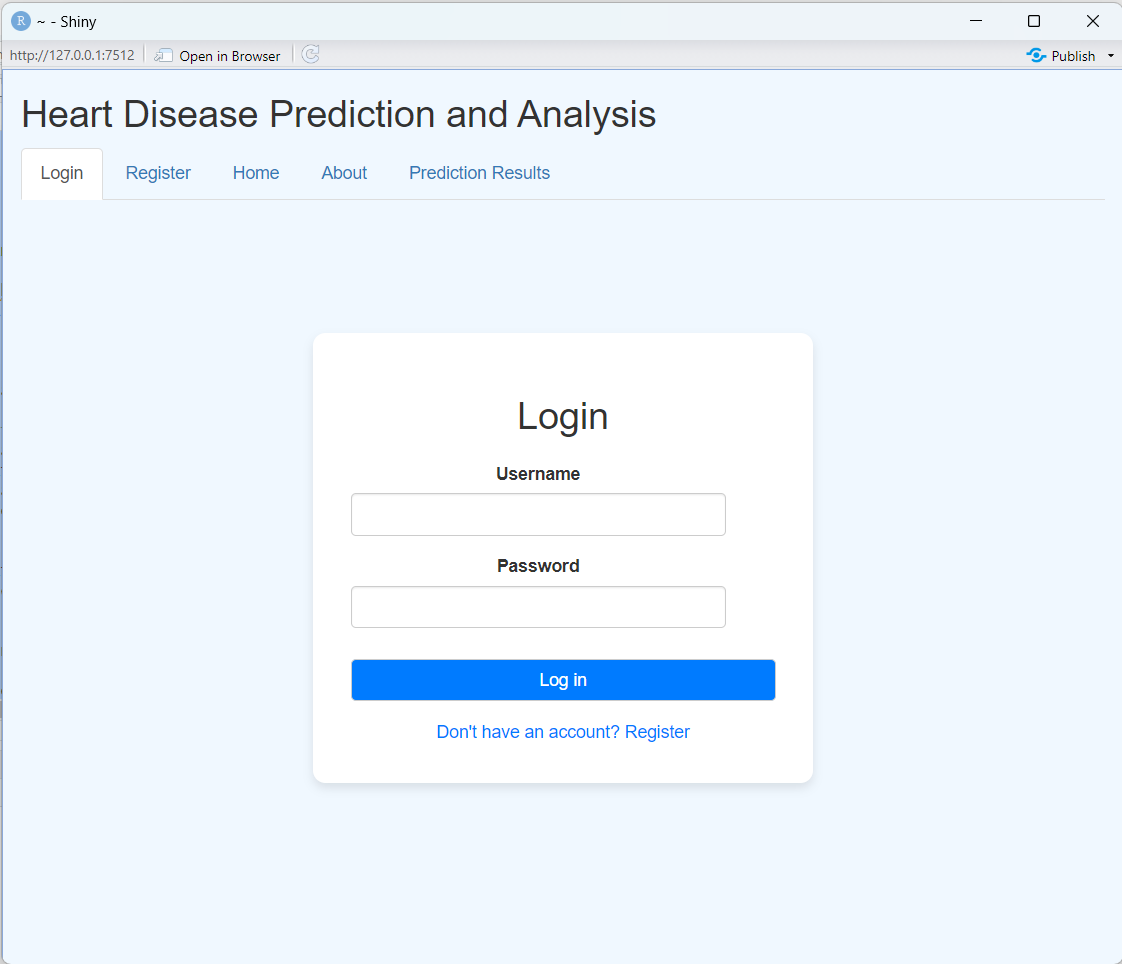 R ~ - Shiny
http://127.0.0.1:7512 Open in Browser Publish
Heart Disease Prediction and Analysis
Login Register Home About Prediction Results
Login
Username
Password
Log in
Don't have an account? Register